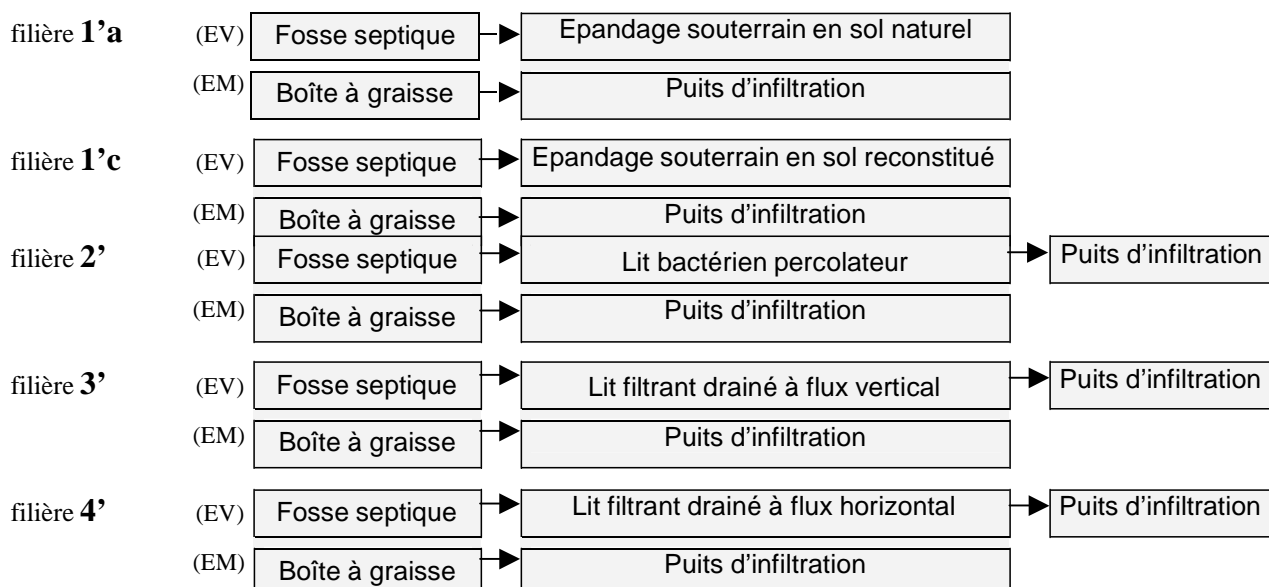 filière 1’a (EV) Fosse septique Epandage souterrain en sol naturel
(EM) Boîte à graisse Puits d’infiltration
filière 1’c (EV) Fosse septique Epandage souterrain en sol reconstitué
(EM) Boîte à graisse Puits d’infiltration
filière 2’ (EV) Fosse septique Lit bactérien percolateur Puits d’infiltration
(EM) Boîte à graisse Puits d’infiltration
filière 3’ (EV) Fosse septique Lit filtrant drainé à flux vertical Puits d’infiltration
(EM) Boîte à graisse Puits d’infiltration
filière 4’ (EV) Fosse septique Lit filtrant drainé à flux horizontal Puits d’infiltration
(EM) Boîte à graisse Puits d’infiltration